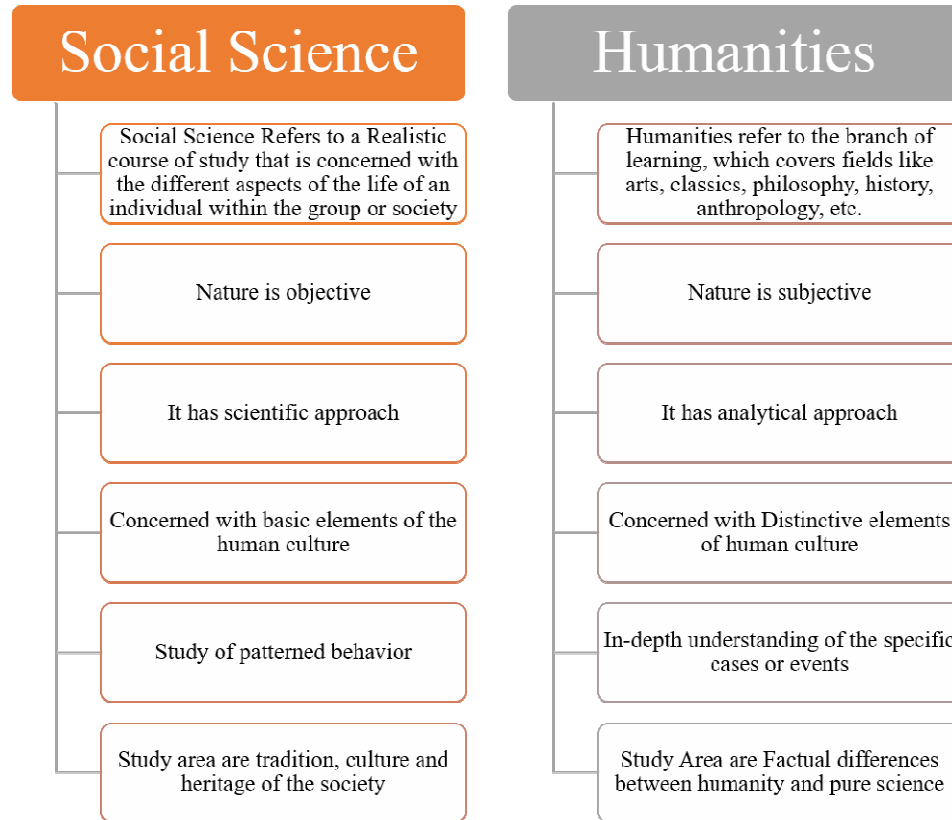 Social Science
Social Science Refers to a Realistic
course of study that is concerned with
the different aspects of the life of an
individual within the group or society
Nature is objective
It has scientific approach
Concerned with basic elements of the
human culture
Study of patterned behavior
Study area are tradition, culture and
heritage of the society
Humanities
Humanities refer to the branch of
learning, which covers fields like
arts, classics, philosophy, history,
anthropology, etc.
Nature is subjective
It has analytical approach
Concerned with Distinctive elements
of human culture
In-depth understanding of the specific
cases or events
Study Area are Factual differences
between humanity and pure science